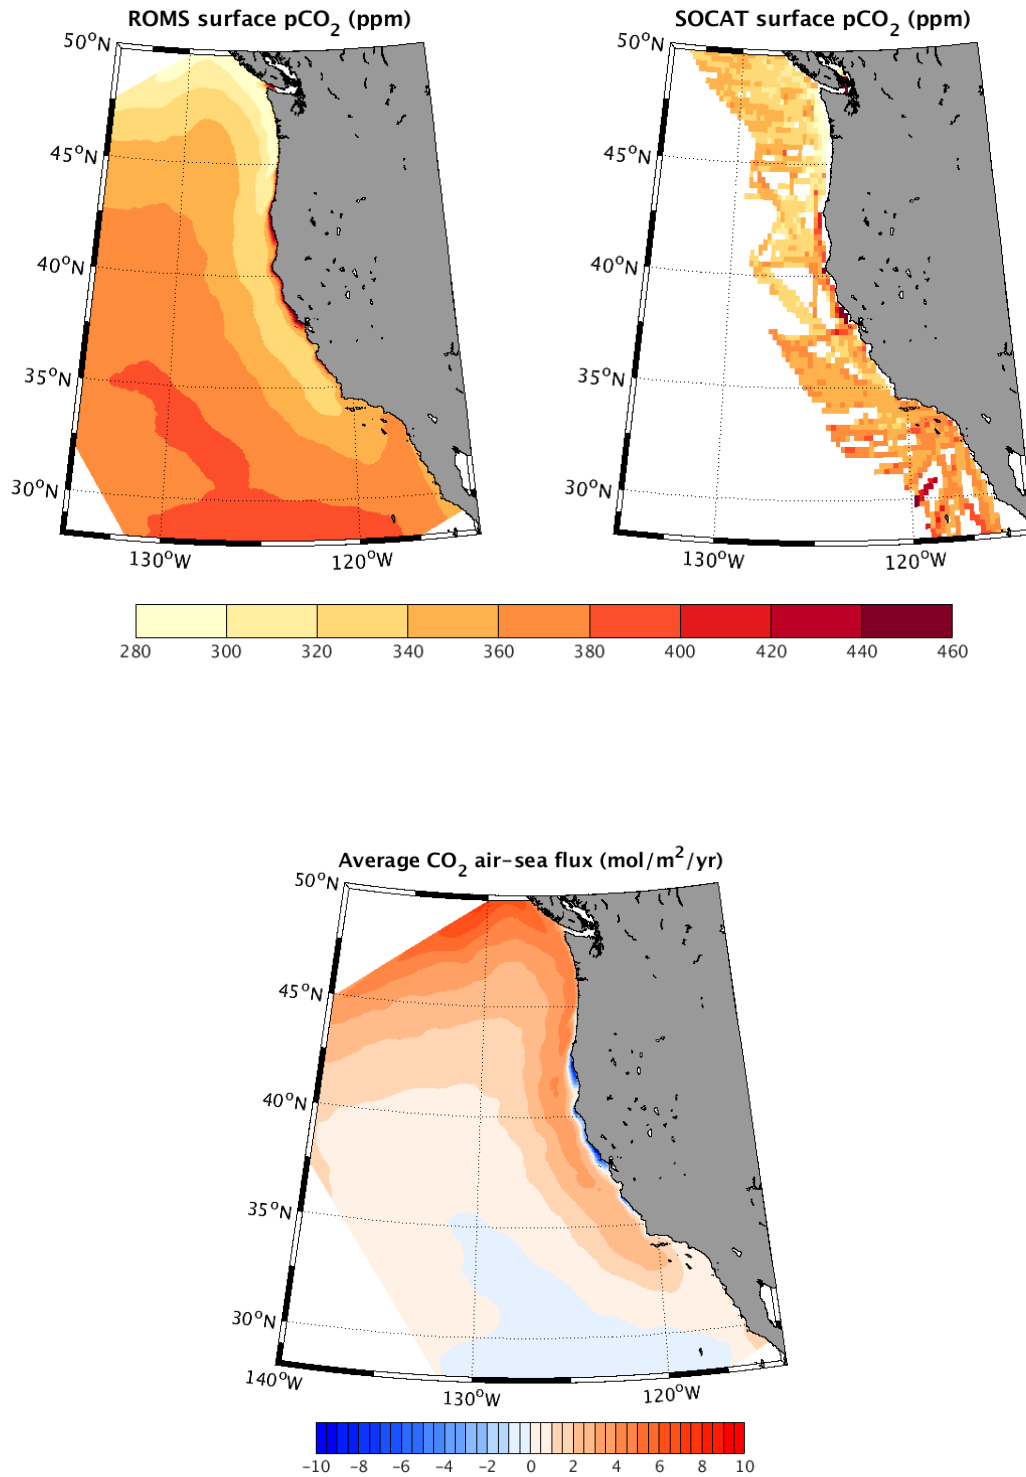 ROMS surface pCO2 (ppm)
SOCAT surface pCO2 (ppm)
50°N
45°N
40°N
35°N
30°N
130°W
120°W
50°N
45°N
40°N
35°N
30°N
130°W
120°W
280 300 320 340 360 380 400 420 440 460
Average CO2 air-sea flux (mol/m²/yr)
50°N
45°N
40°N
35°N
30°N
140°W
130°W
120°W
-10 -8 -6 -4 -2 0 2 4 6 8 10